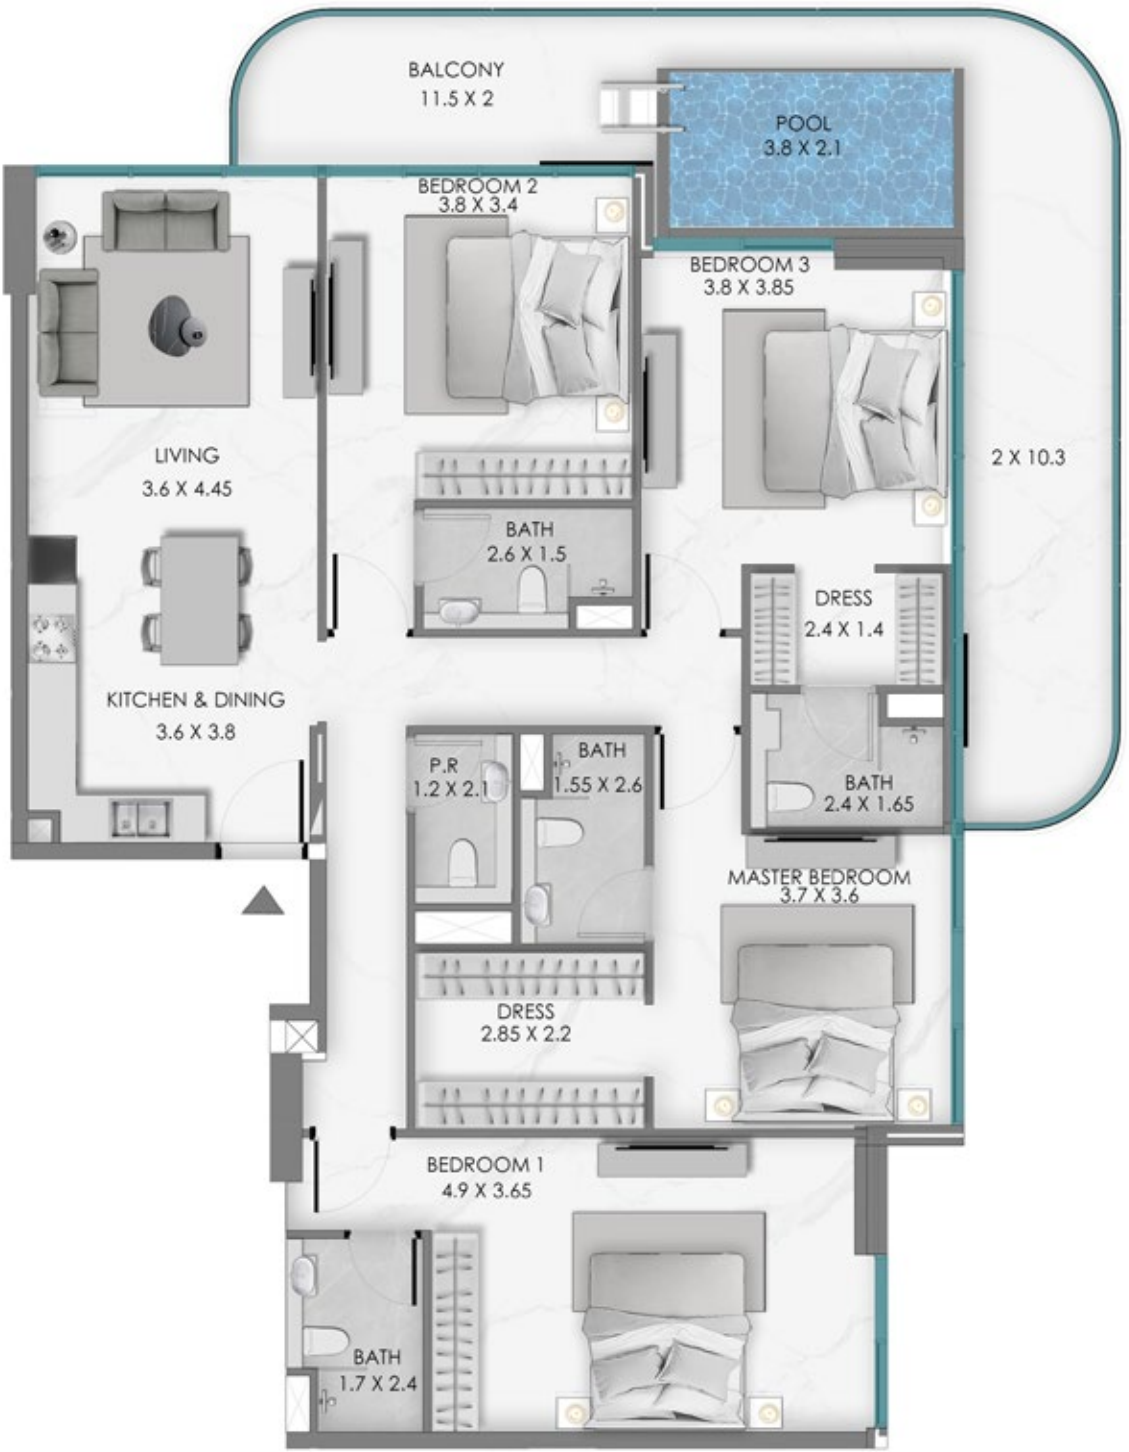 BALCONY
11.5 X 2
POOL
3.8 X 2.1
BEDROOM 2
3.8 X 3.4
BEDROOM 3
3.8 X 3.85
LIVING
3.6 X 4.45
2 X 10.3
BATH
2.6 X 1.5
DRESS
2.4 X 1.4
KITCHEN & DINING
3.6 X 3.8
P.R
1.2 X 2.1
BATH
1.55 X 2.6
BATH
2.4 X 1.65
MASTER BEDROOM
3.7 X 3.6
DRESS
2.85 X 2.2
BEDROOM 1
4.9 X 3.65
BATH
1.7 X 2.4